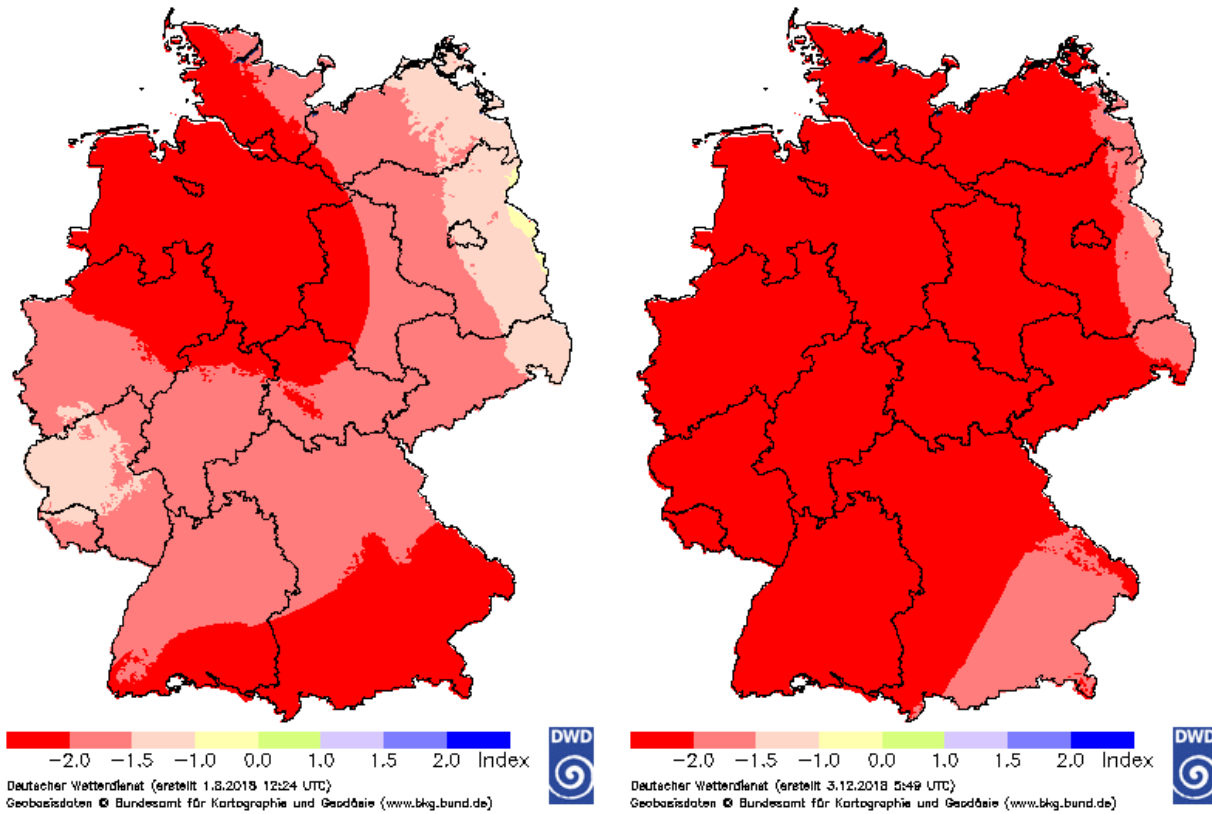 -2.0 -1.5 -1.0 0.0 1.0 1.5 2.0 Index
DWD
Deutscher Wetterdienst (erstellt 1.8.2018 12:24 UTC)
Geobasisdaten © Bundesamt für Kartographie und Geodäsie (www.bkg.bund.de)
-2.0 -1.5 -1.0 0.0 1.0 1.5 2.0 Index
DWD
Deutscher Wetterdienst (erstellt 3.12.2018 5:49 UTC)
Geobasisdaten © Bundesamt für Kartographie und Geodäsie (www.bkg.bund.de)